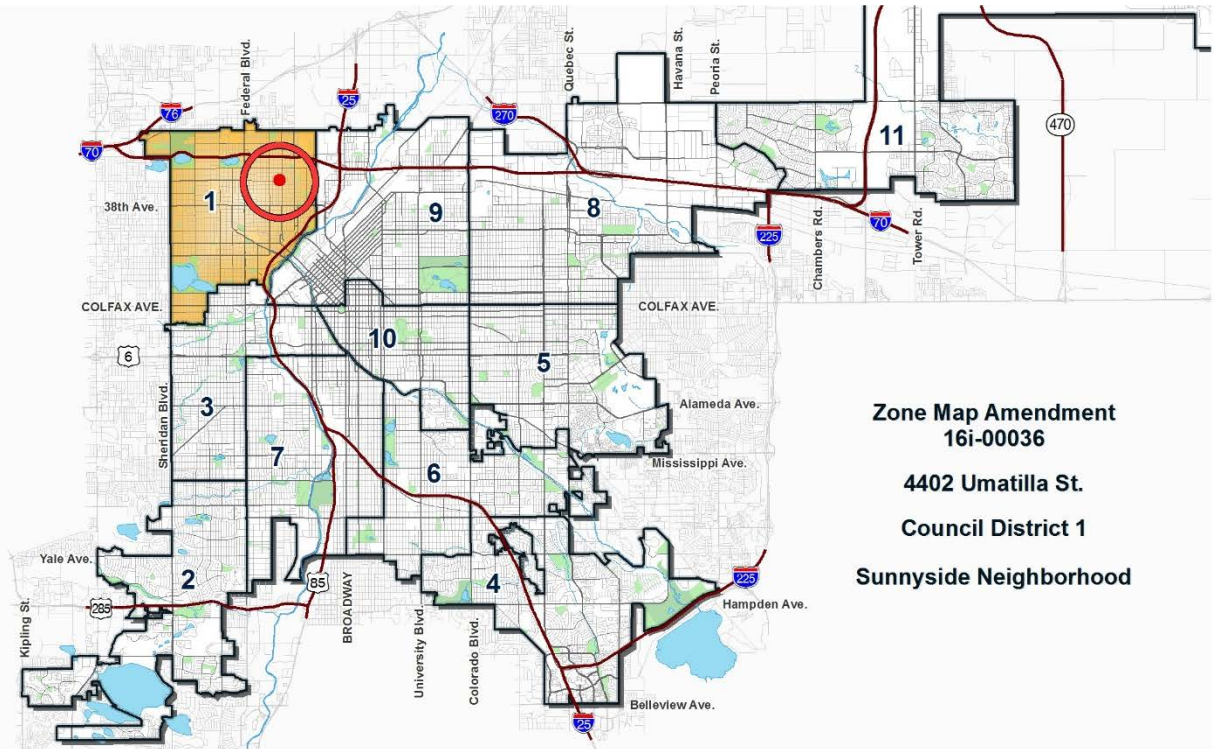 Federal Blvd.
Quebec St.
Havana St.
Peoria St.
76
25
270
70
470
11
1
9
8
38th Ave.
225
Chambers Rd.
70
Tower Rd.
COLFAX AVE.
COLFAX AVE.
10
6
5
3
Sheridan Blvd.
7
Alameda Ave.
6
Mississippi Ave.
Zone Map Amendment
16i-00036
4402 Umatilla St.
Council District 1
Sunnyside Neighborhood
Yale Ave.
2
85
BROADWAY
4
225
285
Kipling St.
University Blvd.
Colorado Blvd.
Hampden Ave.
Belleview Ave.
25